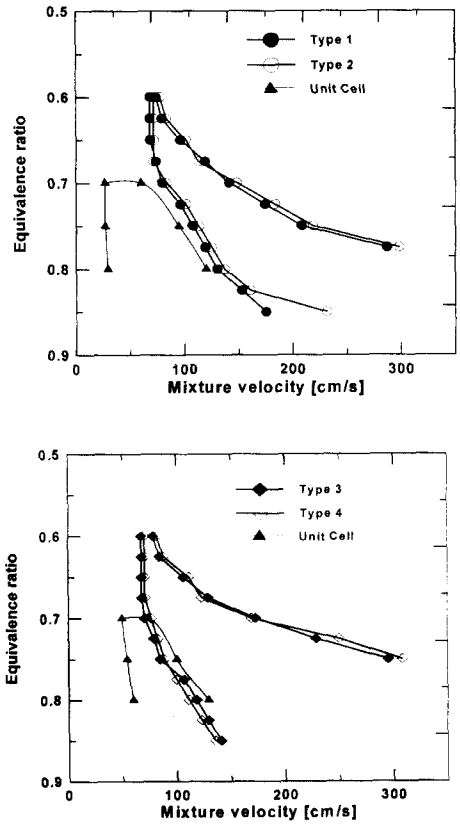 0.5
0.6
0.7
0.8
0.9
Equivalence ratio
Type 1
Type 2
Unit Cell
0 100 200 300
Mixture velocity [cm/s]
0.5
0.6
0.7
0.8
0.9
Equivalence ratio
Type 3
Type 4
Unit Cell
0 100 200 300
Mixture velocity [cm/s]